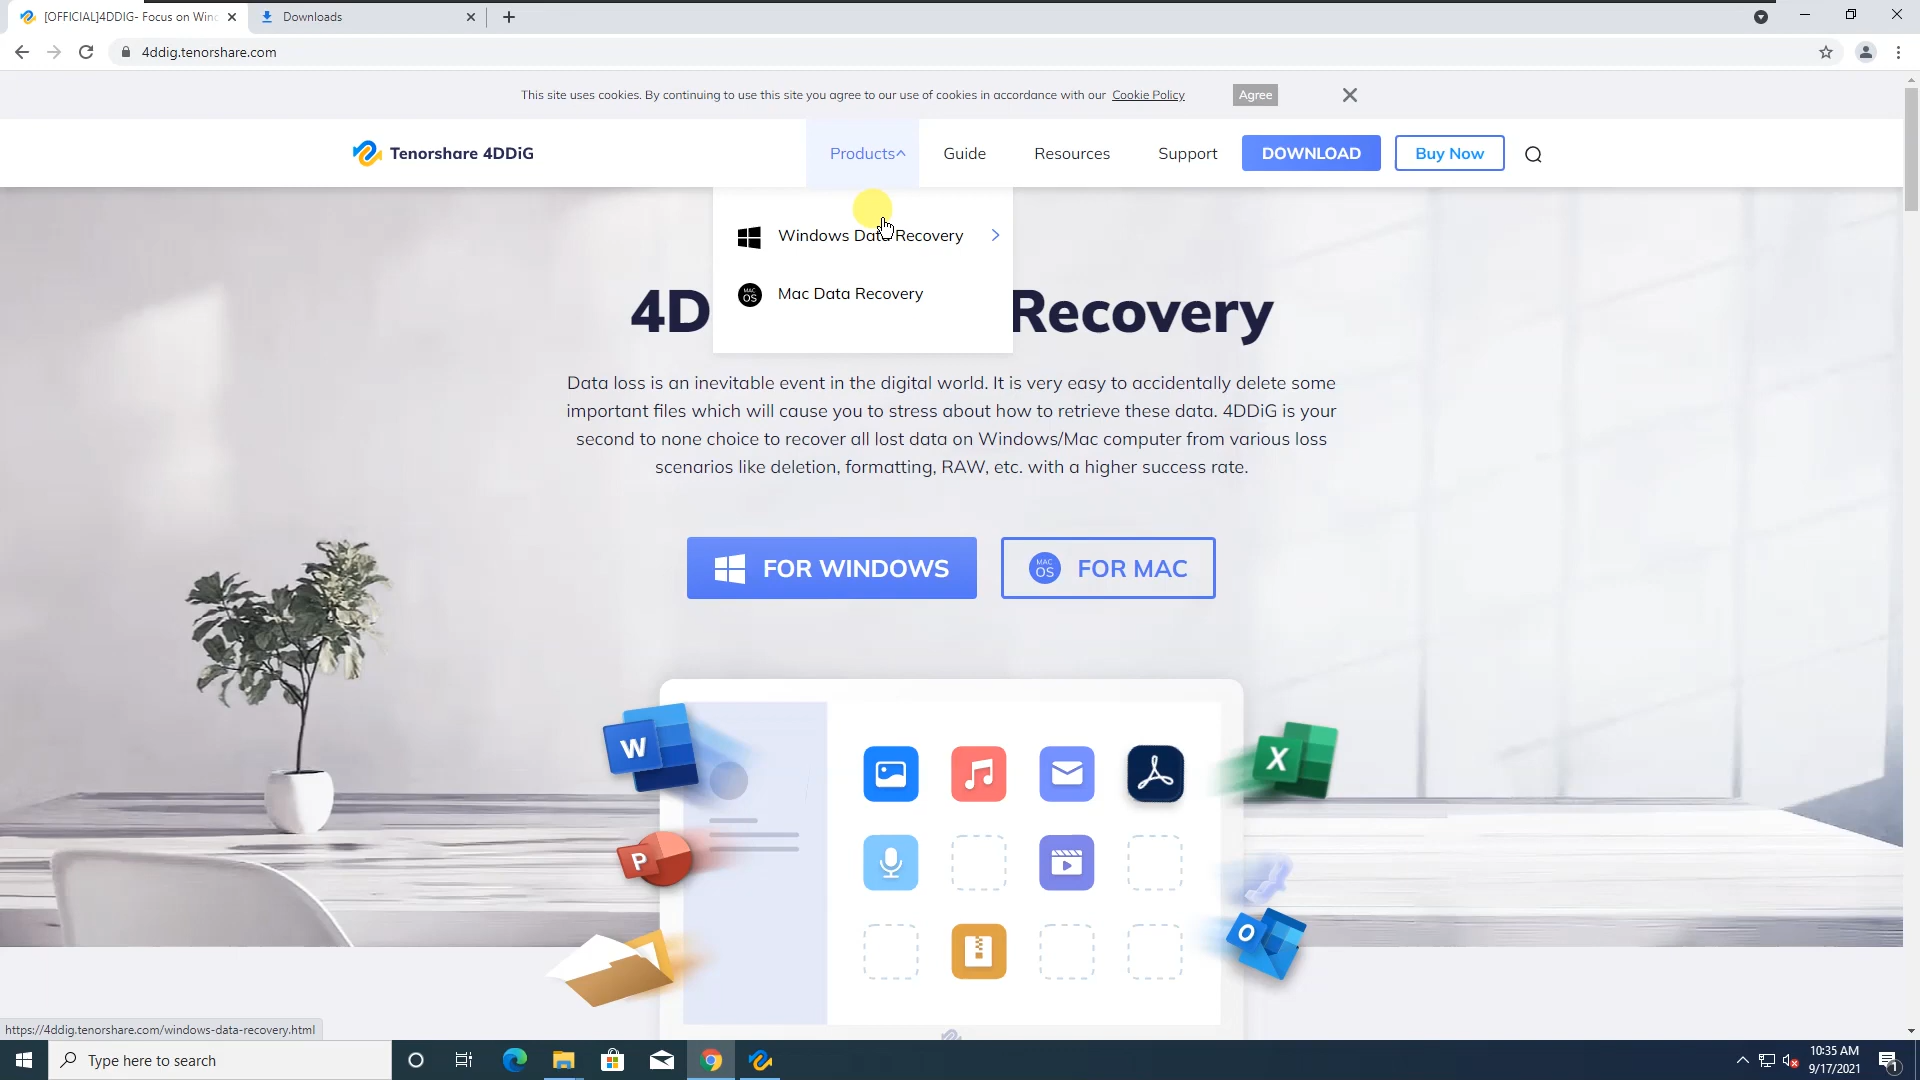 [OFFICIAL]4DDIG- Focus on Winc
Downloads
4ddig.tenorshare.com
This site uses cookies. By continuing to use this site you agree to our use of cookies in accordance with our Cookie Policy
Agree
Tenorshare 4DDiG
Products
Guide
Resources
Support
DOWNLOAD
Buy Now
Windows Data Recovery
MAC OS
Mac Data Recovery
4D Recovery
Data loss is an inevitable event in the digital world. It is very easy to accidentally delete some
important files which will cause you to stress about how to retrieve these data. 4DDiG is your
second to none choice to recover all lost data on Windows/Mac computer from various loss
scenarios like deletion, formatting, RAW, etc. with a higher success rate.
FOR WINDOWS
MAC OS
FOR MAC
W
X
P
O
https://4ddig.tenorshare.com/windows-data-recovery.html
Type here to search
10:35 AM
9/17/2021
1